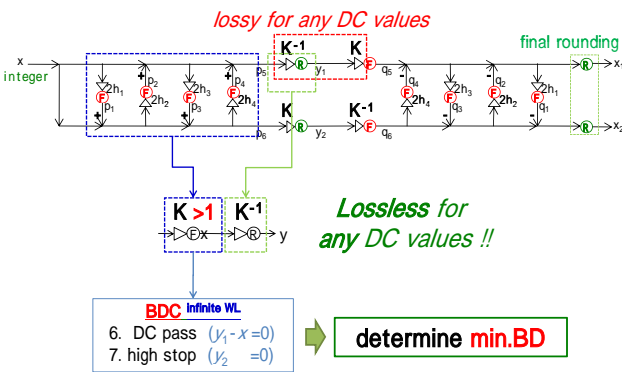 lossy for any DC values
final rounding
x
integer
p₂ p₄ p₅ K⁻¹ R y₁ K F q₅ q₄ q₂ R x₁
2h₁ F p₁ F 2h₂ 2h₃ F p₃ F 2h₄ F 2h₄ 2h₃ F q₃ F 2h₂ 2h₁ F q₁
+ + + + - - - -
p₆ K R y₂ K⁻¹ F q₆ R x₂
K >1 K⁻¹
F x R y
Lossless for
any DC values !!
BDC infinite WL
6. DC pass (y₁-x=0)
7. high stop (y₂ =0)
determine min.BD